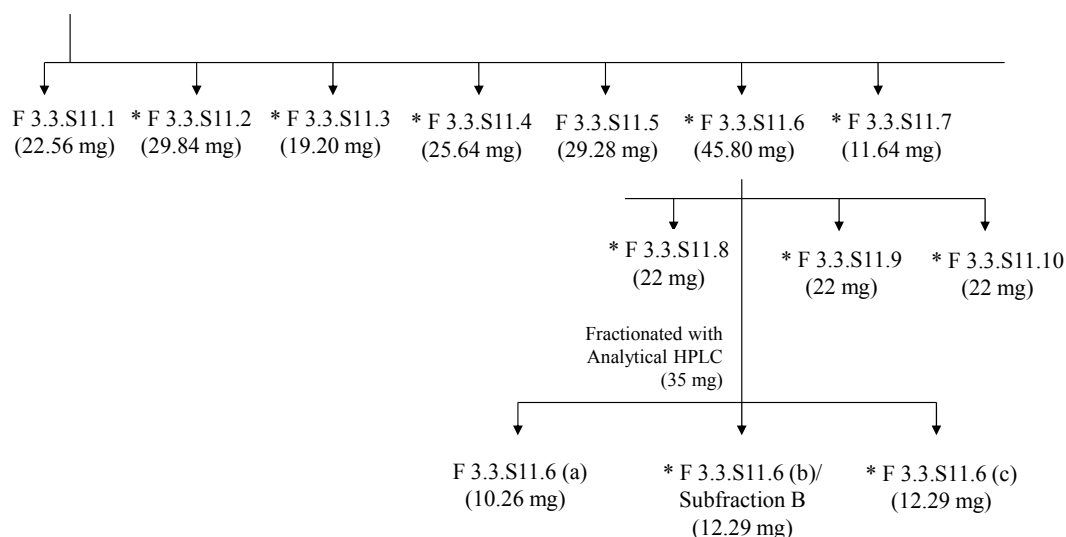 F 3.3.S11.1
(22.56 mg)
* F 3.3.S11.2
(29.84 mg)
* F 3.3.S11.3
(19.20 mg)
* F 3.3.S11.4
(25.64 mg)
F 3.3.S11.5
(29.28 mg)
* F 3.3.S11.6
(45.80 mg)
* F 3.3.S11.7
(11.64 mg)
* F 3.3.S11.8
(22 mg)
* F 3.3.S11.9
(22 mg)
* F 3.3.S11.10
(22 mg)
Fractionated with
Analytical HPLC
(35 mg)
F 3.3.S11.6 (a)
(10.26 mg)
* F 3.3.S11.6 (b)/
Subfraction B
(12.29 mg)
* F 3.3.S11.6 (c)
(12.29 mg)